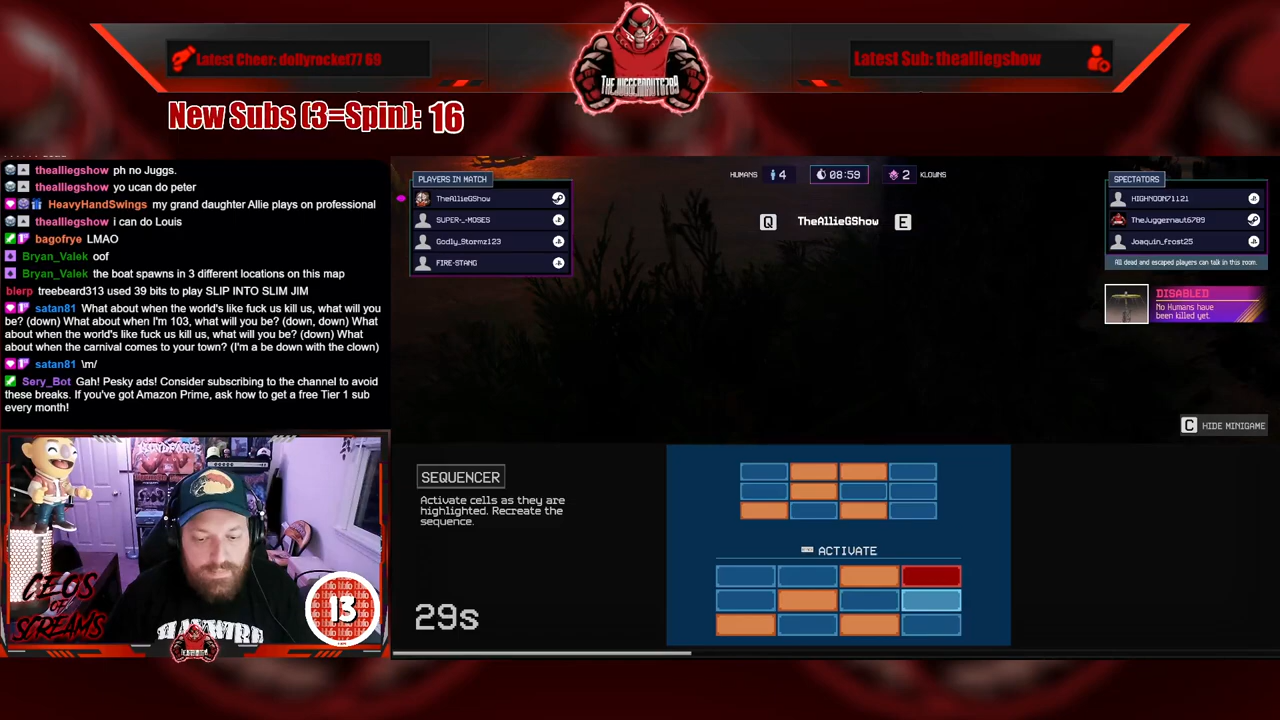 Latest Cheer: dollyrocket77 69
THEJUGGERNAUT6789
Latest Sub: thealliegshow
New Subs (3=Spin): 16
thealliegshow ph no Juggs.
thealliegshow yo ucan do peter
HeavyHandSwings my grand daughter Allie plays on professional
thealliegshow i can do Louis
bagofrye LMAO
Bryan_Valek oof
Bryan_Valek the boat spawns in 3 different locations on this map
blerp treebeard313 used 39 bits to play SLIP INTO SLIM JIM
satan81 What about when the world's like fuck us kill us, what will you
be? (down) What about when I'm 103, what will you be? (down, down) What
about when the world's like fuck us kill us, what will you be? (down) What
about when the carnival comes to your town? (I'm a be down with the clown)
satan81 \m/
Sery_Bot Gah! Pesky ads! Consider subscribing to the channel to avoid
these breaks. If you've got Amazon Prime, ask how to get a free Tier 1 sub
every month!
PLAYERS IN MATCH
TheAllieGShow
SUPER-_-MOSES
Godly_Stormz123
FIRE-STANG
HUMANS 4 08:59 2 KLOWNS
Q TheAllieGShow E
SPECTATORS
HIGHNOON71121
TheJuggernaut6789
Joaquin_frost25
All dead and escaped players can talk in this room.
DISABLED
No Humans have
been killed yet.
C HIDE MINIGAME
SEQUENCER
Activate cells as they are
highlighted. Recreate the
sequence.
ACTIVATE
29s
CEO'S
OF
SCREAMS
13